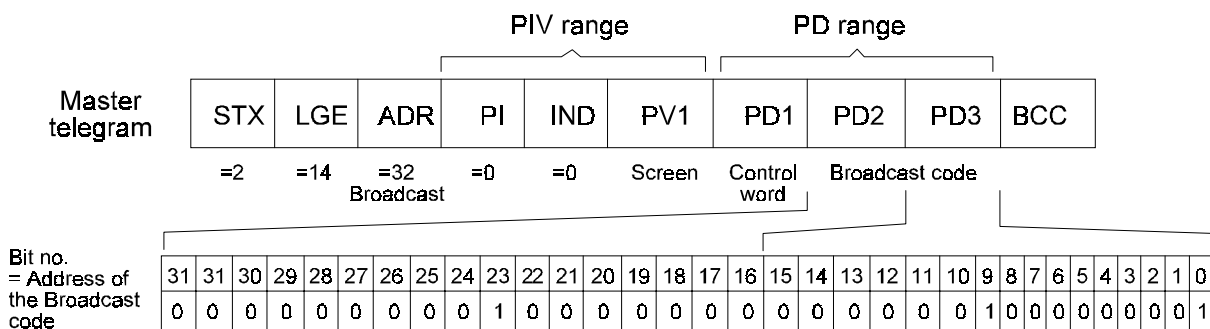 PIV range PD range
Master telegram
STX LGE ADR PI IND PV1 PD1 PD2 PD3 BCC
=2 =14 =32 =0 =0 Screen Control Broadcast code
Broadcast word
Bit no.
= Address of
the Broadcast
code
31 31 30 29 28 27 26 25 24 23 22 21 20 19 18 17 16 15 14 13 12 11 10 9 8 7 6 5 4 3 2 1 0
0 0 0 0 0 0 0 0 0 1 0 0 0 0 0 0 0 0 0 0 0 0 0 1 0 0 0 0 0 0 0 0 1